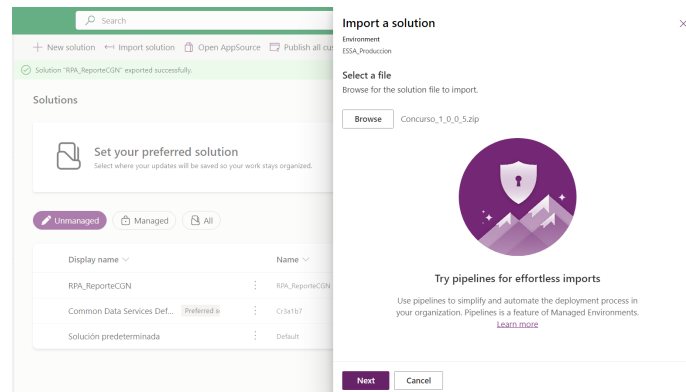 Search
New solution
Import solution
Open AppSource
Publish all cus
Solution "RPA_ReporteCGN" exported successfully.
Solutions
Set your preferred solution
Select where your updates will be saved so your work stays organized.
Unmanaged
Managed
All
Display name
Name
RPA_ReporteCGN
RPA_ReporteCGN
Common Data Services Def...
Preferred s
Cr3a1b7
Solución predeterminada
Default
Import a solution
Environment
ESSA_Produccion
Select a file
Browse for the solution file to import.
Browse
Concurso_1_0_0_5.zip
Try pipelines for effortless imports
Use pipelines to simplify and automate the deployment process in
your organization. Pipelines is a feature of Managed Environments.
Learn more
Next
Cancel